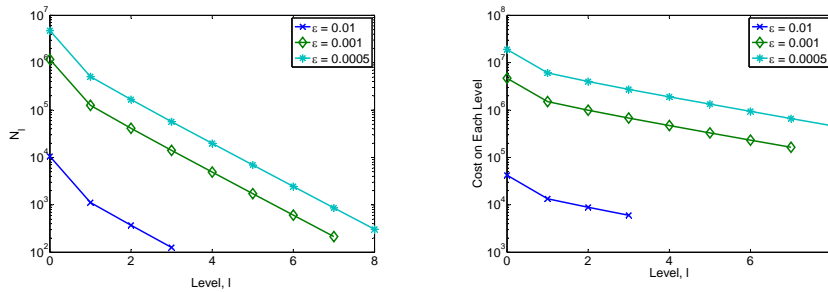 10^7
10^6
10^5
10^4
10^3
10^2
N_l
0
2
4
6
8
Level, l
ε = 0.01
ε = 0.001
ε = 0.0005
10^8
10^7
10^6
10^5
10^4
10^3
Cost on Each Level
0
2
4
6
Level, l
ε = 0.01
ε = 0.001
ε = 0.0005